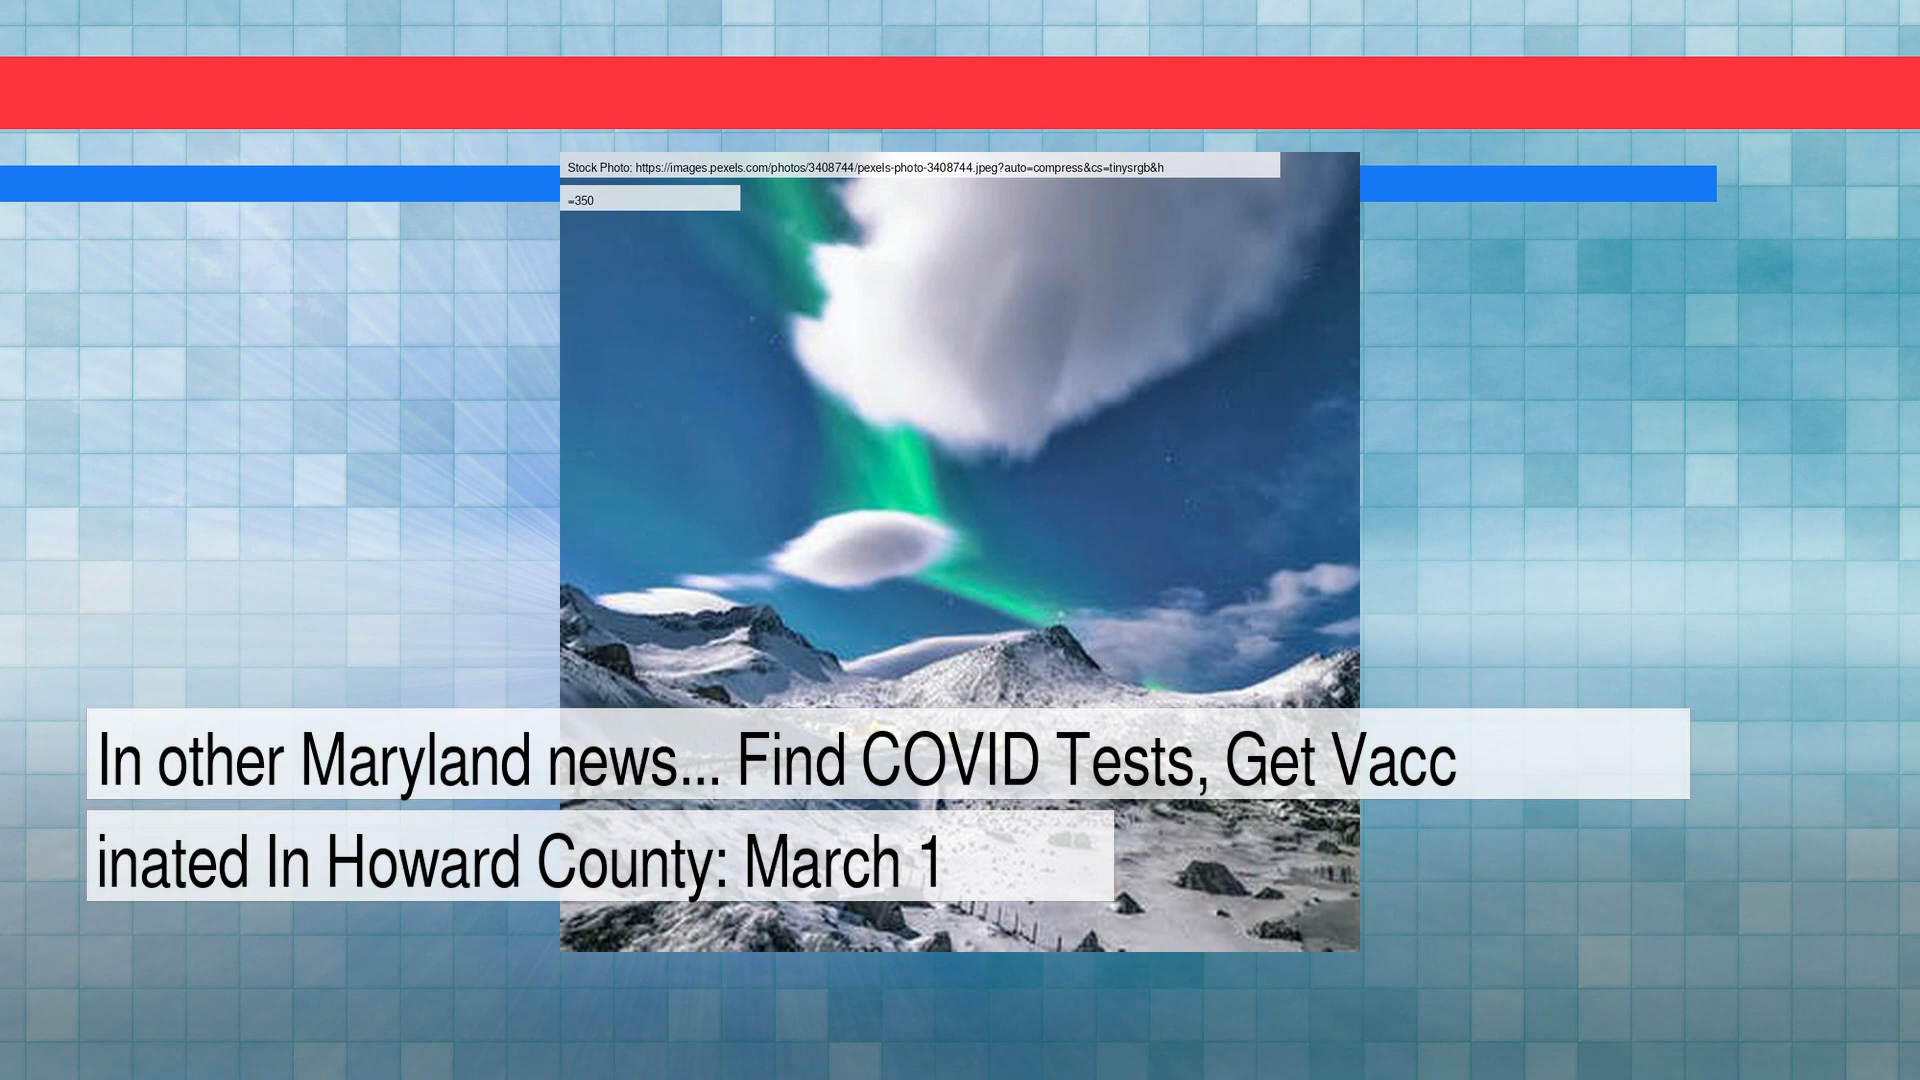 Stock Photo: https://images.pexels.com/photos/3408744/pexels-photo-3408744.jpeg?auto=compress&cs=tinysrgb&h
=350
In other Maryland news... Find COVID Tests, Get Vacc
inated In Howard County: March 1